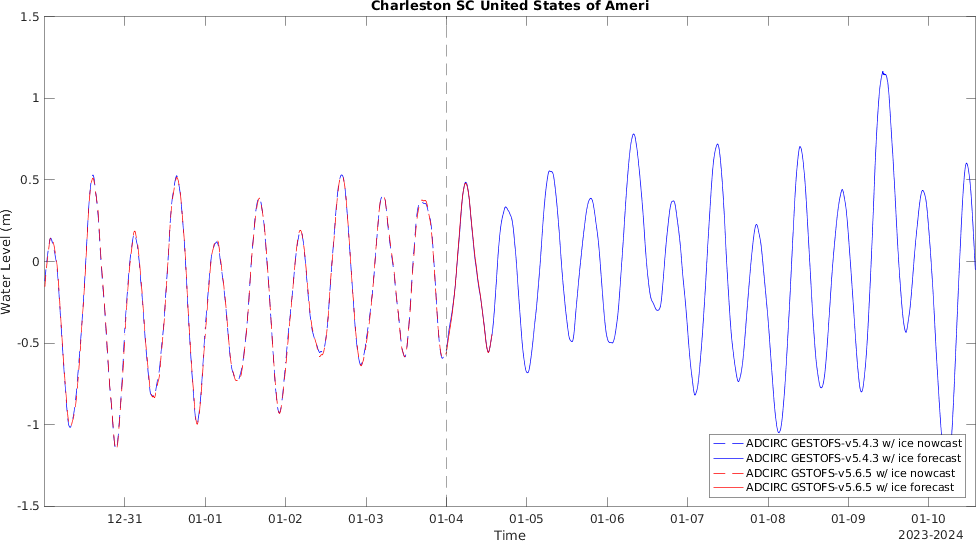 Charleston SC United States of Ameri
Water Level (m)
1.5
1
0.5
0
-0.5
-1
-1.5
12-31
01-01
01-02
01-03
01-04
01-05
01-06
01-07
01-08
01-09
01-10
Time
2023-2024
ADCIRC GESTOFS-v5.4.3 w/ ice nowcast
ADCIRC GESTOFS-v5.4.3 w/ ice forecast
ADCIRC GSTOFS-v5.6.5 w/ ice nowcast
ADCIRC GSTOFS-v5.6.5 w/ ice forecast